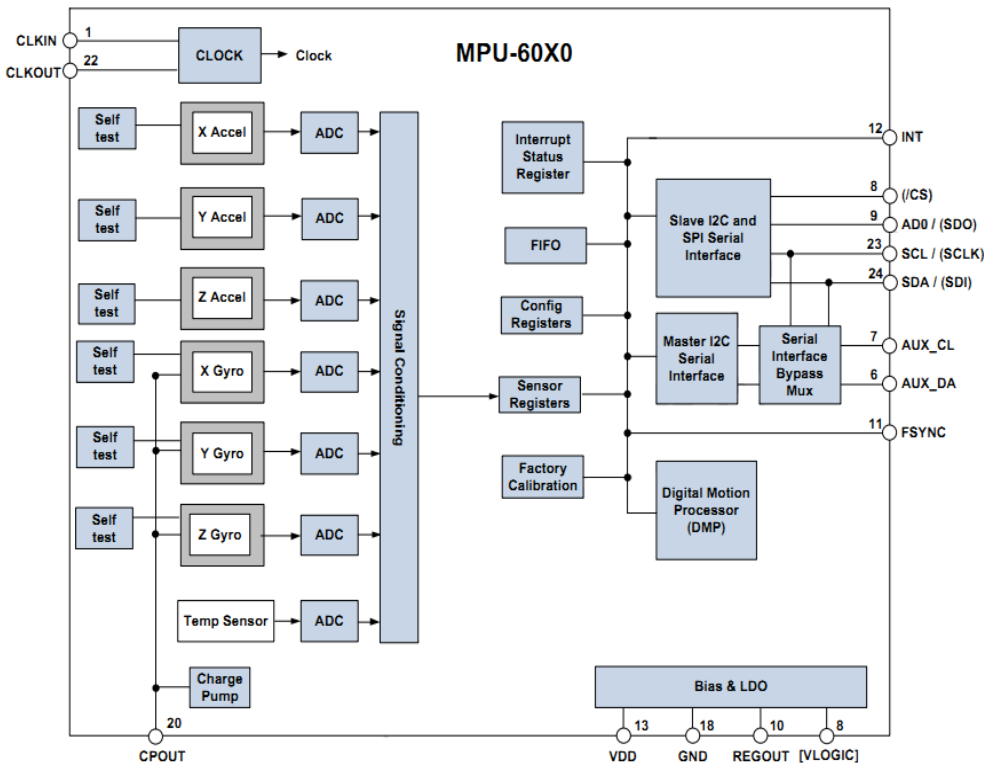 MPU-60X0
CLKIN
1
CLKOUT
22
CLOCK
Clock
Self
test
X Accel
ADC
Self
test
Y Accel
ADC
Self
test
Z Accel
ADC
Self
test
X Gyro
ADC
Self
test
Y Gyro
ADC
Self
test
Z Gyro
ADC
Temp Sensor
ADC
Charge
Pump
20
CPOUT
Signal Conditioning
Interrupt
Status
Register
FIFO
Config
Registers
Sensor
Registers
Factory
Calibration
Slave I2C and
SPI Serial
Interface
Master I2C
Serial
Interface
Serial
Interface
Bypass
Mux
Digital Motion
Processor
(DMP)
12
INT
8
(/CS)
9
AD0 / (SDO)
23
SCL / (SCLK)
24
SDA / (SDI)
7
AUX_CL
6
AUX_DA
11
FSYNC
Bias & LDO
13
VDD
18
GND
10
REGOUT
8
[VLOGIC]